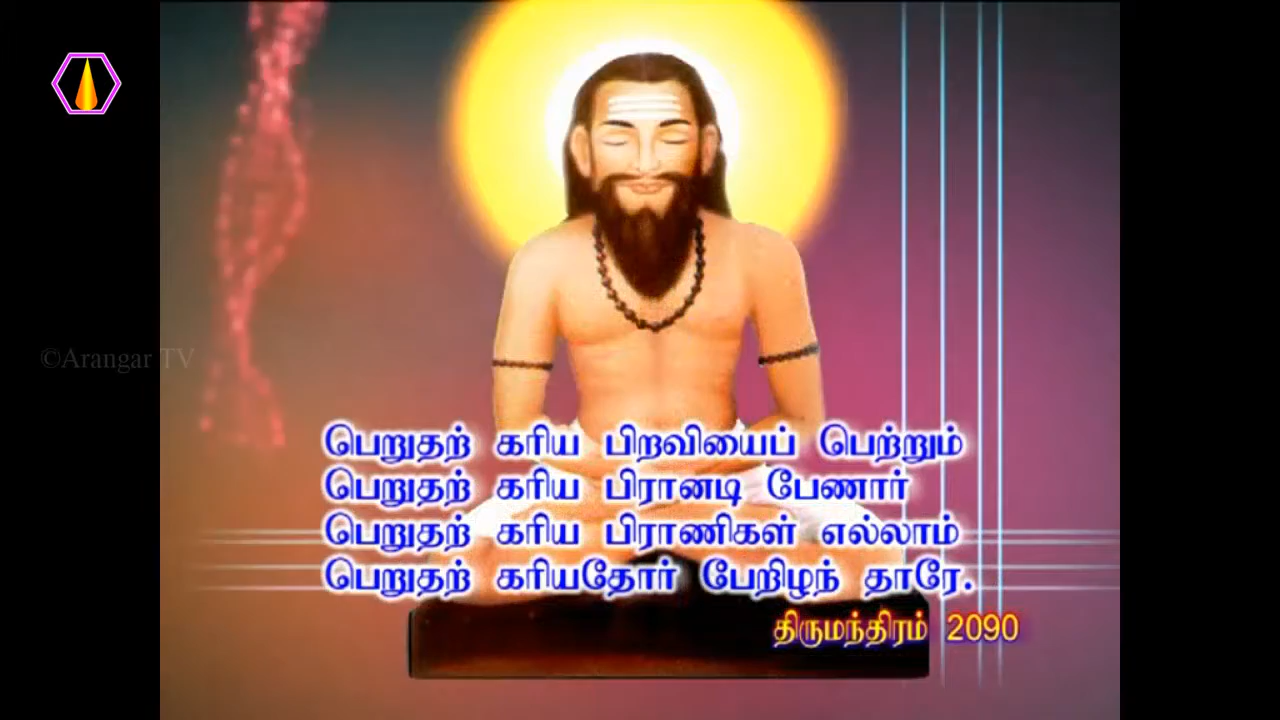 ©Arangar TV
பெறுதற் கரிய பிறவியைப் பெற்றும்
பெறுதற் கரிய பிரானடி பேணார்
பெறுதற் கரிய பிராணிகள் எல்லாம்
பெறுதற் கரியதோர் பேறிழந் தாரே.
திருமந்திரம் 2090